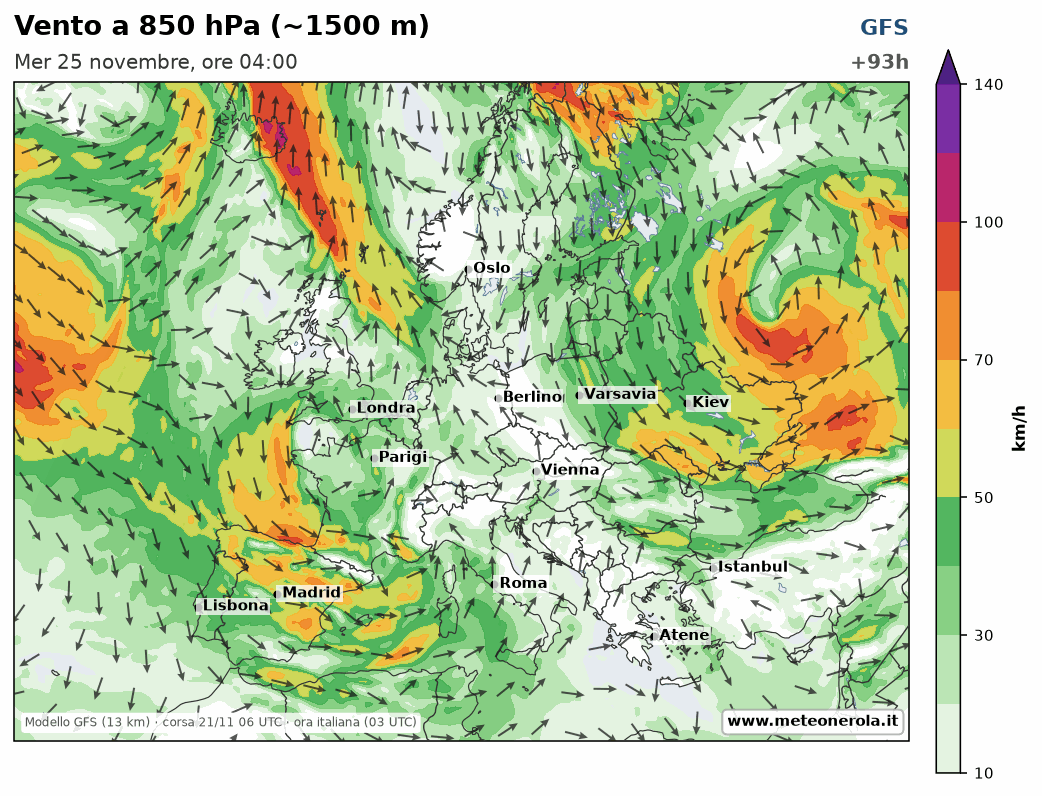 Vento a 850 hPa (~1500 m)
GFS
Mer 25 novembre, ore 04:00
+93h
140
100
70
50
30
10
km/h
Oslo
Berlino
Varsavia
Kiev
Londra
Parigi
Vienna
Istanbul
Roma
Madrid
Lisbona
Atene
Modello GFS (13 km) · corsa 21/11 06 UTC · ora italiana (03 UTC)
www.meteonerola.it